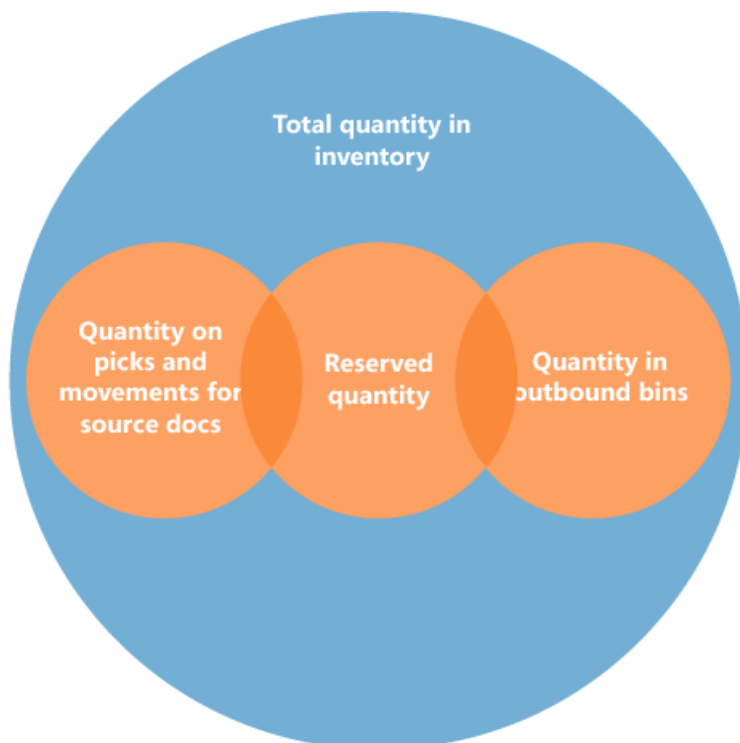 Total quantity in
inventory
Quantity on
picks and
movements for
source docs
Reserved
quantity
Quantity in
outbound bins